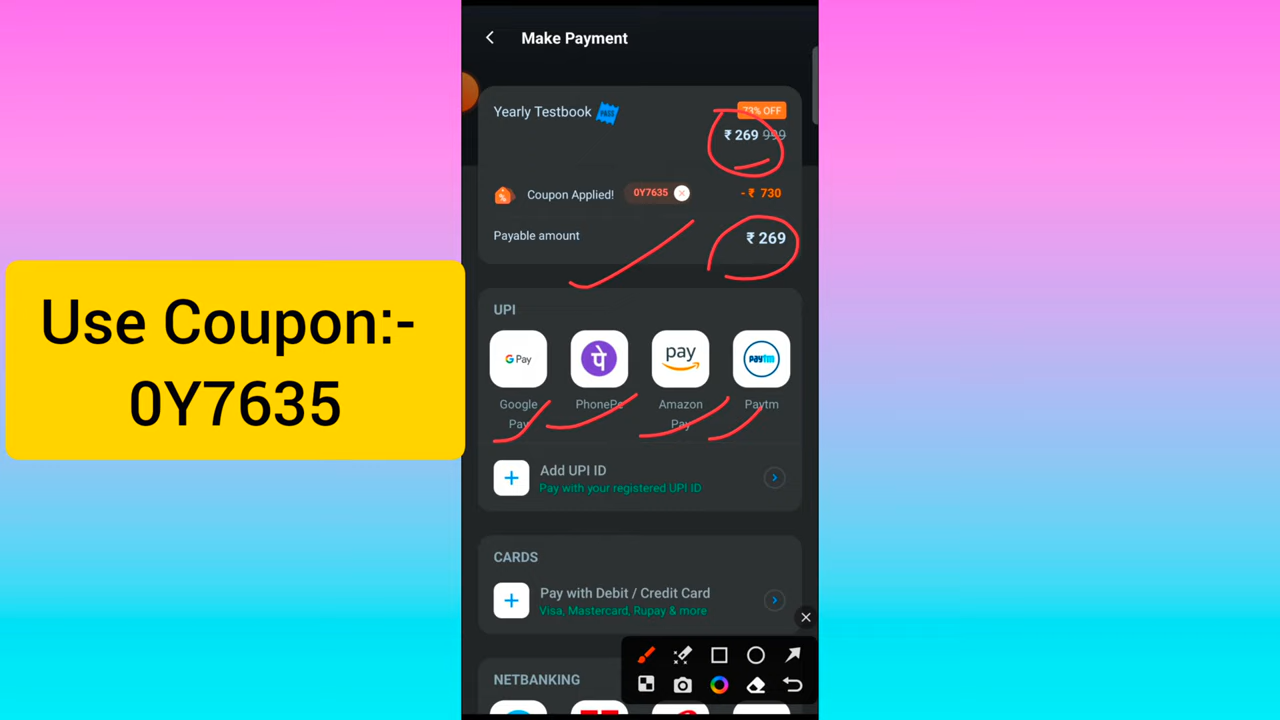 Make Payment
Yearly Testbook PASS
73% OFF
₹ 269 999
Coupon Applied! 0Y7635 - ₹ 730
Payable amount ₹ 269
Use Coupon:-
0Y7635
UPI
G Pay
पे
pay
paytm
Google Pay
PhonePe
Amazon Pay
Paytm
Add UPI ID
Pay with your registered UPI ID
CARDS
Pay with Debit / Credit Card
Visa, Mastercard, Rupay & more
NETBANKING